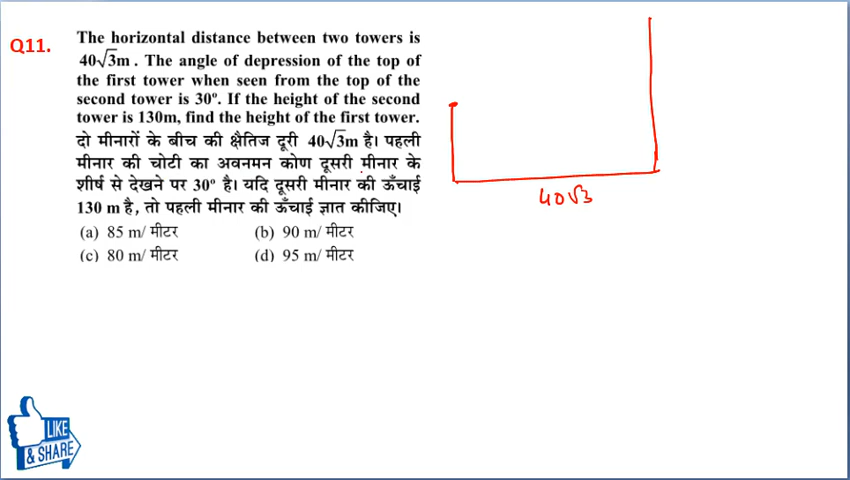 Q11.
The horizontal distance between two towers is
40√3m . The angle of depression of the top of
the first tower when seen from the top of the
second tower is 30º. If the height of the second
tower is 130m, find the height of the first tower.
दो मीनारों के बीच की क्षैतिज दूरी 40√3m है। पहली
मीनार की चोटी का अवनमन कोण दूसरी मीनार के
शीर्ष से देखने पर 30º है। यदि दूसरी मीनार की ऊँचाई
130 m है, तो पहली मीनार की ऊँचाई ज्ञात कीजिए।
(a) 85 m/ मीटर (b) 90 m/ मीटर
(c) 80 m/ मीटर (d) 95 m/ मीटर
40√3
LIKE
& SHARE